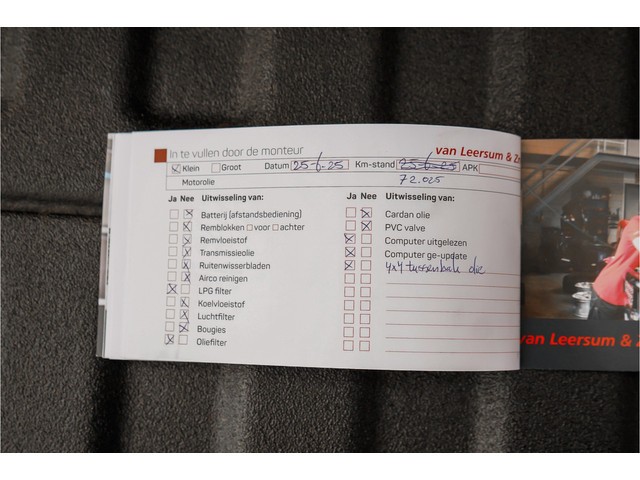 In te vullen door de monteur
van Leersum & Z
Klein Groot Datum 25-6-25 Km-stand 25-6-25 APK
Motorolie 72.025
Ja Nee Uitwisseling van: Ja Nee Uitwisseling van:
Batterij (afstandsbediening) Cardan olie
Remblokken voor achter PVC valve
Remvloeistof Computer uitgelezen
Transmissieolie Computer ge-update
Ruitenwisserbladen 4x4 tussenbak olie
Airco reinigen
LPG filter
Koelvloeistof
Luchtfilter
Bougies
Oliefilter
van Leersum &